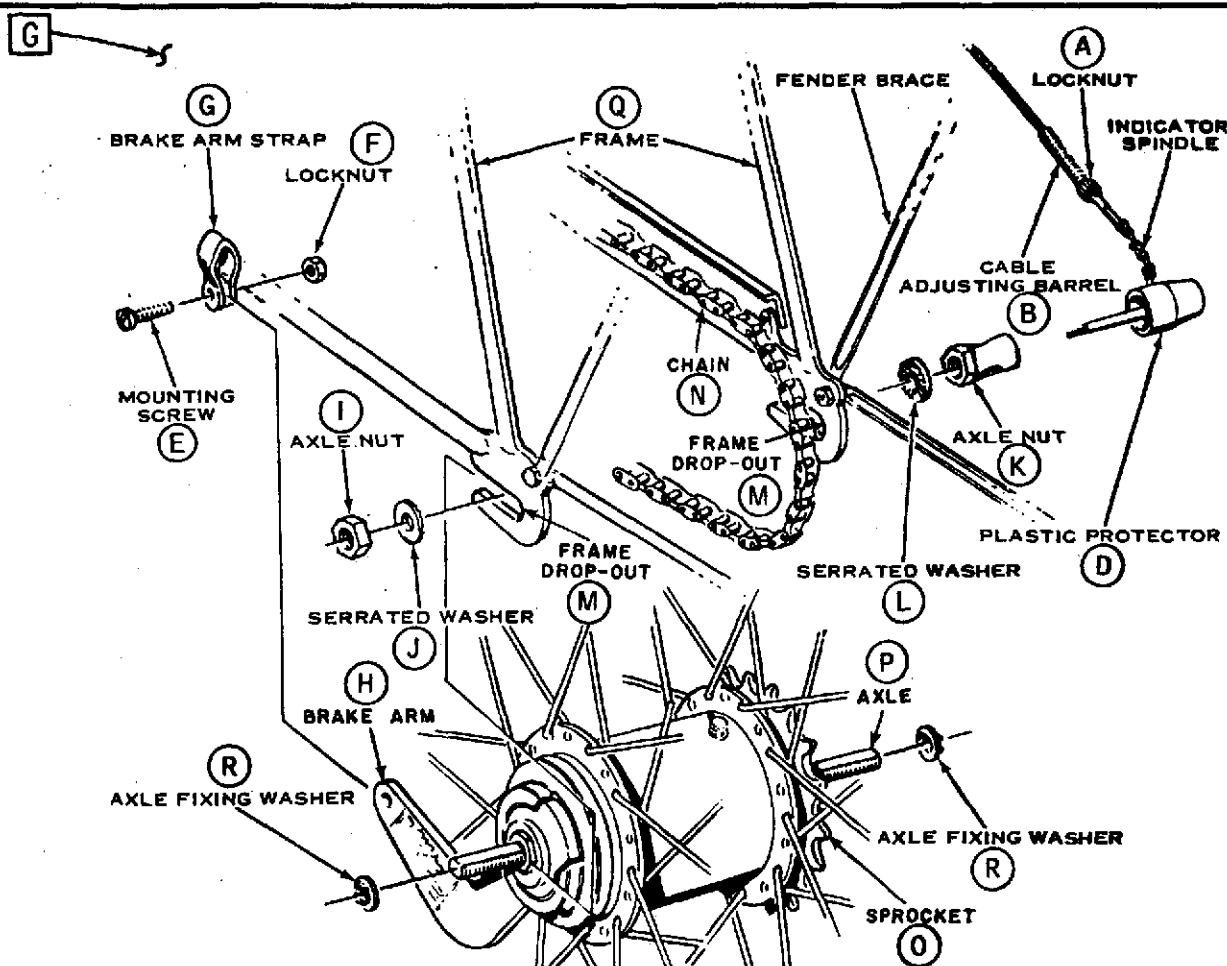 G
G
BRAKE ARM STRAP
F
LOCKNUT
Q
FRAME
FENDER BRACE
A
LOCKNUT
INDICATOR
SPINDLE
CABLE
ADJUSTING BARREL
B
MOUNTING
SCREW
E
I
AXLE NUT
CHAIN
N
FRAME
DROP-OUT
M
AXLE NUT
K
PLASTIC PROTECTOR
D
SERRATED WASHER
L
FRAME
DROP-OUT
M
SERRATED WASHER
J
H
BRAKE ARM
P
AXLE
R
AXLE FIXING WASHER
AXLE FIXING WASHER
R
SPROCKET
O